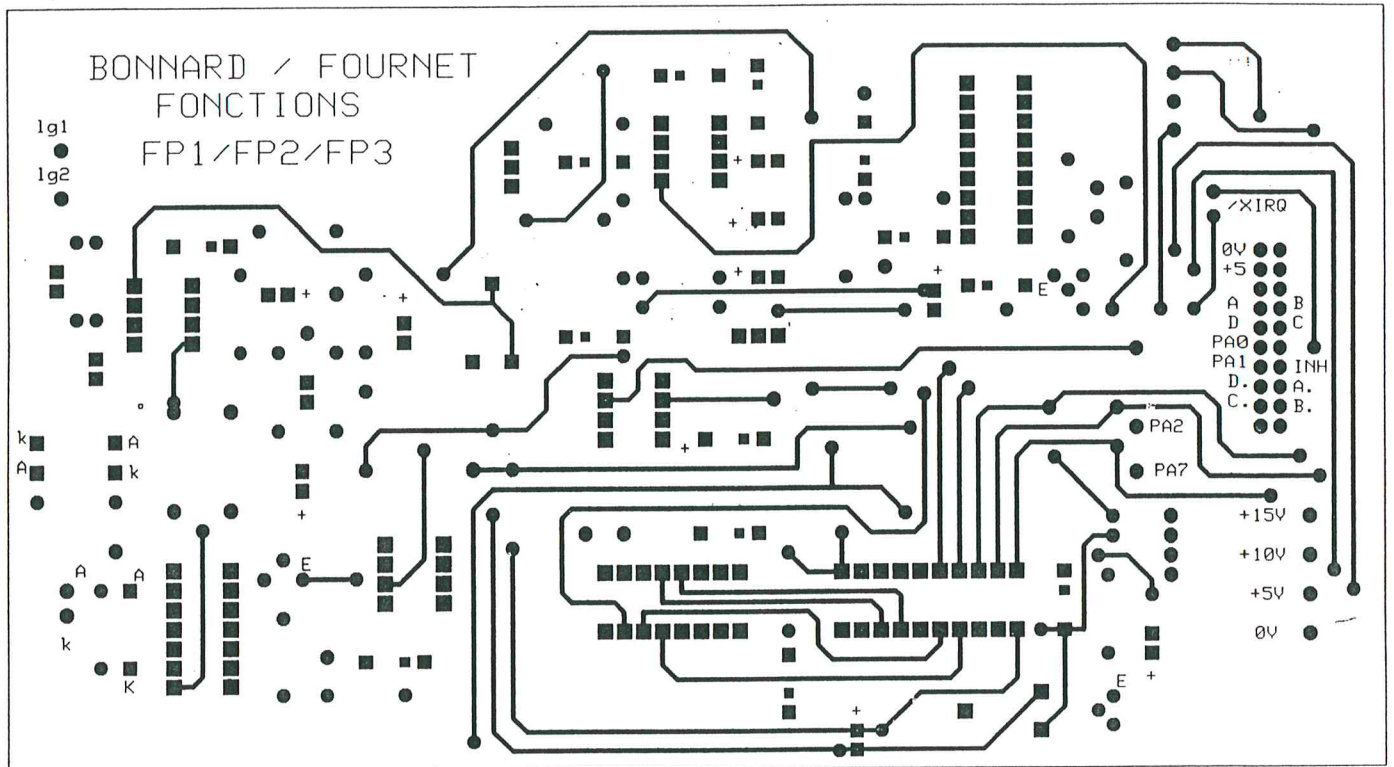 BONNARD / FOURNET
FONCTIONS
FP1/FP2/FP3
lg1
lg2
+
+
+
+
+
+
+
E
/XIRQ
0V
+5
A B
D C
PA0
PA1 INH
D. A.
C. B.
PA2
PA7
k A
A k
+
+
+15V
+10V
+5V
0V
E
A A
k
K
+
E
+